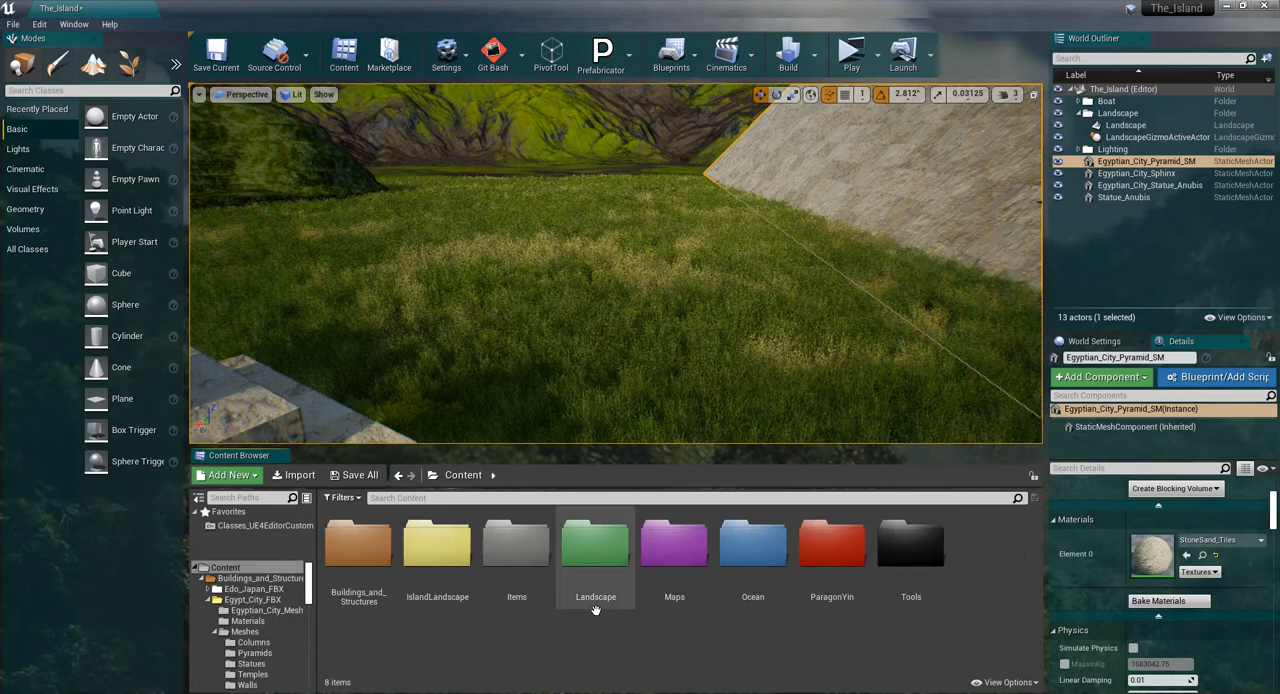 The_Island•
The_Island
File Edit Window Help
Modes
Search Classes
Recently Placed
Basic
Lights
Cinematic
Visual Effects
Geometry
Volumes
All Classes
Empty Actor
Empty Charac
Empty Pawn
Point Light
Player Start
Cube
Sphere
Cylinder
Cone
Plane
Box Trigger
Sphere Trigge
Save Current Source Control Content Marketplace Settings Git Bash PivotTool Prefabricator Blueprints Cinematics Build Play Launch
Perspective Lit Show 2.812° 0.03125 3
Content Browser
Add New Import Save All Content
Search Paths Filters Search Content
Favorites
Classes_UE4EditorCustom
Content
Buildings_and_Structure
Edo_Japan_FBX
Egypt_City_FBX
Egyptian_City_Mesh
Materials
Meshes
Columns
Pyramids
Statues
Temples
Walls
Buildings_and_
Structures
IslandLandscape
Items
Landscape
Maps
Ocean
ParagonYin
Tools
8 items View Options
World Outliner
Search...
Label Type
The_Island (Editor) World
Boat Folder
Landscape Folder
Landscape Landscape
LandscapeGizmoActiveActor LandscapeGizm
Lighting Folder
Egyptian_City_Pyramid_SM StaticMeshActor
Egyptian_City_Sphinx StaticMeshActor
Egyptian_City_Statue_Anubis StaticMeshActor
Statue_Anubis StaticMeshActor
13 actors (1 selected) View Options
World Settings Details
Egyptian_City_Pyramid_SM
+Add Component Blueprint/Add Scrip
Search Components
Egyptian_City_Pyramid_SM(Instance)
StaticMeshComponent (Inherited)
Search Details
Create Blocking Volume
Materials
Element 0 StoneSand_Tiles
Textures
Bake Materials
Physics
Simulate Physics
MassInKg 1683042.75
Linear Damping 0.01